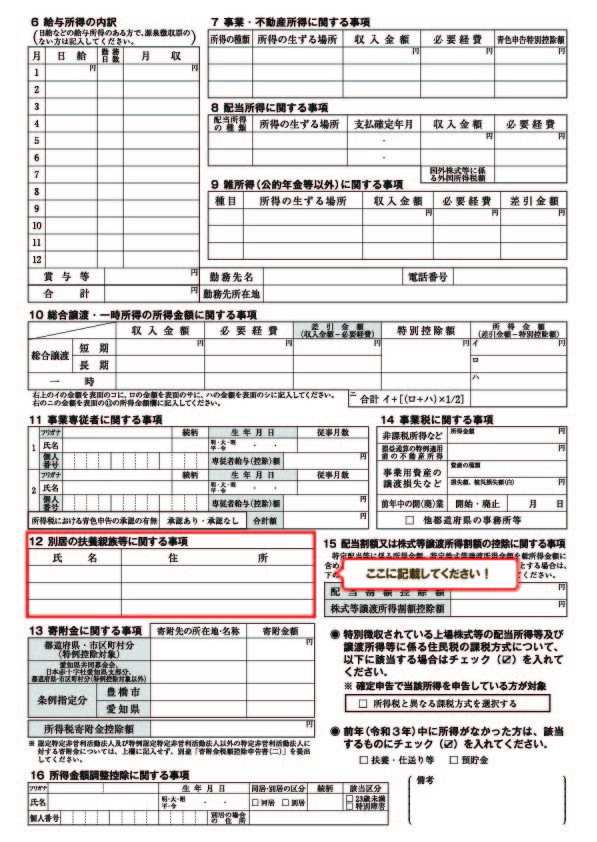 6 給与所得の内訳
(日給などの給与所得のある方で、源泉徴収票の
ない方は記入してください。)
月 日給 勤務日数 月収
円 円
1
2
3
4
5
6
7
8
9
10
11
12
賞与等 円
合計 円
勤務先名 電話番号
勤務先所在地
7 事業・不動産所得に関する事項
所得の種類 所得の生ずる場所 収入金額 必要経費 青色申告特別控除額
円 円 円
8 配当所得に関する事項
配当所得の種類 所得の生ずる場所 支払確定年月 収入金額 必要経費
・ 円 円
・
国外株式等に係る外国所得税額 円
9 雑所得(公的年金等以外)に関する事項
種目 所得の生ずる場所 収入金額 必要経費 差引金額
円 円 円
10 総合譲渡・一時所得の所得金額に関する事項
収入金額 必要経費 差引金額(収入金額-必要経費) 特別控除額 所得金額(差引金額-特別控除額)
総合譲渡 短期 円 円 円 円 イ 円
長期 ロ
一時 ハ
右上のイの金額を表面のコに、ロの金額を表面のサに、ハの金額を表面のシに記入してください。
右のニの金額を表面の⑪の所得金額欄に記入してください。
ニ 合計 イ+[(ロ+ハ)×1/2]
11 事業専従者に関する事項
1 フリガナ 続柄 生年月日 従事月数
氏名 明・大・昭 平・令 ・ ・
個人番号 専従者給与(控除)額 円
2 フリガナ 続柄 生年月日 従事月数
氏名 明・大・昭 平・令 ・ ・
個人番号 専従者給与(控除)額 円
所得税における青色申告の承認の有無 承認あり・承認なし 合計額 円
14 事業税に関する事項
非課税所得など 所得金額 円
損益通算の特例適用前の不動産所得 円
事業用資産の譲渡損失など 資産の種類
損失額、被災損失額(白) 円
前年中の開(廃)業 開始・廃止 月 日
□ 他都道府県の事務所等
12 別居の扶養親族等に関する事項
氏名 住所
15 配当割額又は株式等譲渡所得割額の控除に関する事項
ここに記載してください！
配当割額控除額 円
株式等譲渡所得割額控除額
13 寄附金に関する事項 寄附先の所在地・名称 寄附金額
都道府県・市区町村分(特例控除対象) 円
愛知県共同募金会、
日本赤十字社愛知県支部分、
都道府県・市区町村分(特例控除対象以外)
条例指定分 豊橋市
愛知県
所得税寄附金控除額 円
※ 認定特定非営利活動法人及び特例認定特定非営利活動法人以外の特定非営利活動法人に
対する寄附金については、上欄に記入せず、別途「寄附金税額控除申告書(二)」を提出
してください。
◉ 特別徴収されている上場株式等の配当所得等及び
譲渡所得等に係る住民税の課税方式について、
以下に該当する場合はチェック(☑)を入れて
ください。
※ 確定申告で当該所得を申告している方が対象
□ 所得税と異なる課税方式を選択する
◉ 前年(令和3年)中に所得がなかった方は、該当
するものにチェック(☑)を入れてください。
□ 扶養・仕送り等 □ 預貯金
備考
16 所得金額調整控除に関する事項
フリガナ 生年月日 同居・別居の区分 続柄 該当区分
氏名 明・大・昭 平・令 ・ ・ □ 同居 □ 別居 □ 23歳未満 □ 特別障害
個人番号 別居の場合の住所